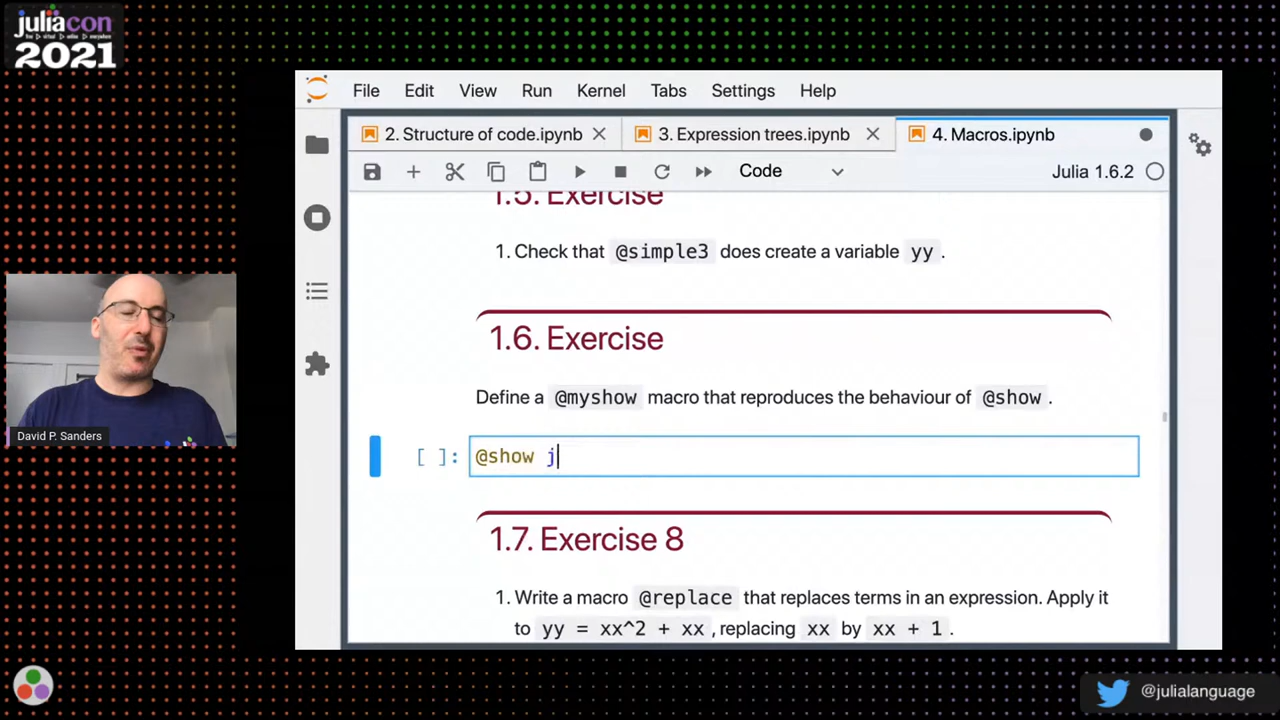 juliacon
2021
File Edit View Run Kernel Tabs Settings Help
2. Structure of code.ipynb
3. Expression trees.ipynb
4. Macros.ipynb
Code
Julia 1.6.2
1.5. Exercise
1. Check that @simple3 does create a variable yy .
1.6. Exercise
Define a @myshow macro that reproduces the behaviour of @show .
[ ]: @show j
1.7. Exercise 8
1. Write a macro @replace that replaces terms in an expression. Apply it
to yy = xx^2 + xx , replacing xx by xx + 1 .
David P. Sanders
@julialanguage